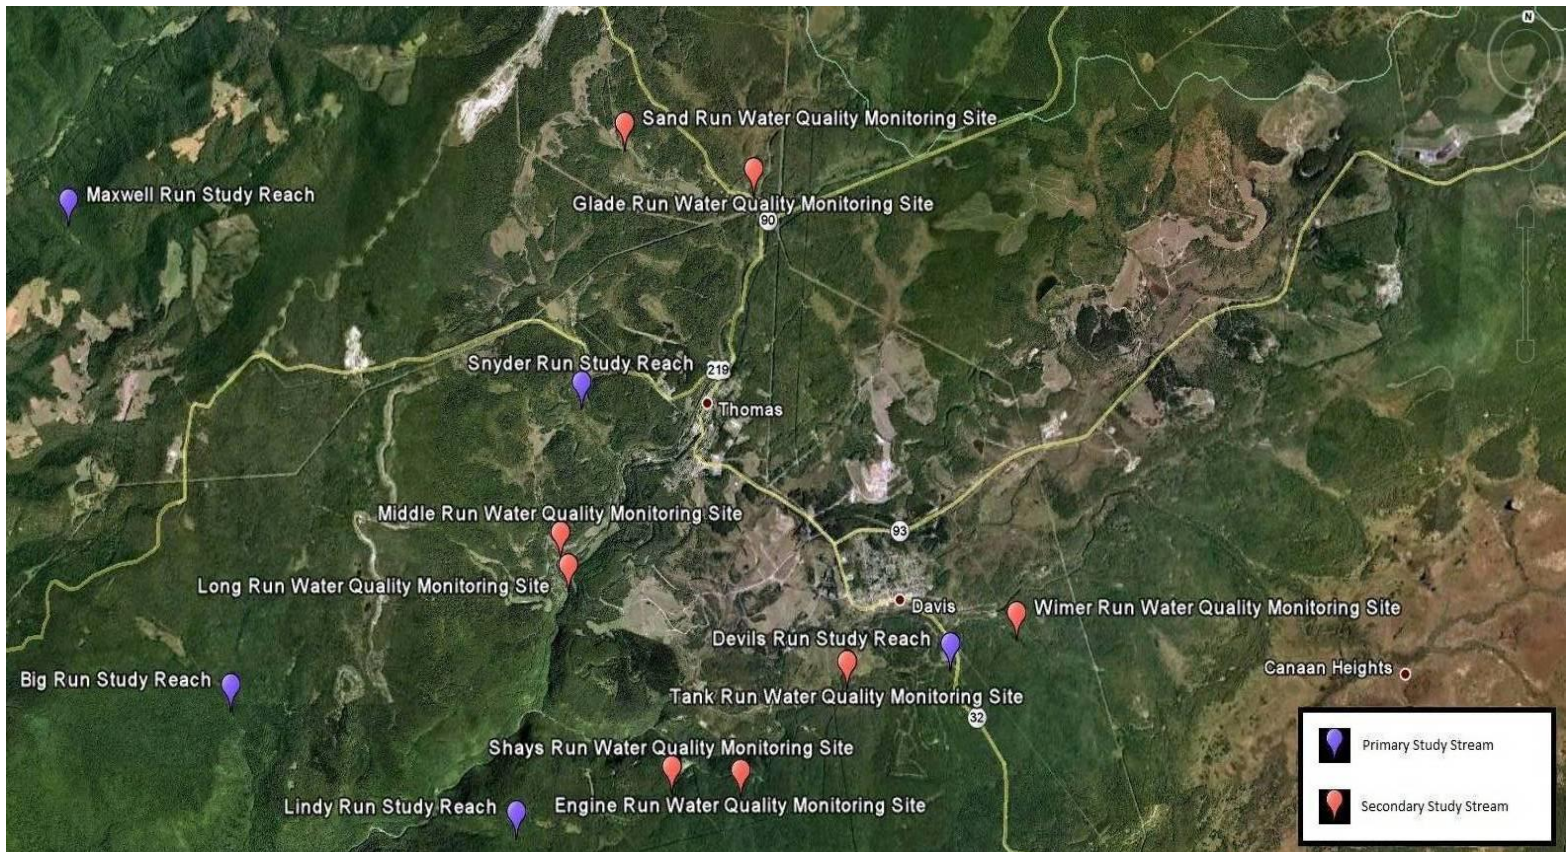 N
Sand Run Water Quality Monitoring Site
Maxwell Run Study Reach
Glade Run Water Quality Monitoring Site
90
Snyder Run Study Reach
219
Thomas
Middle Run Water Quality Monitoring Site
93
Long Run Water Quality Monitoring Site
Davis
Wimer Run Water Quality Monitoring Site
Devils Run Study Reach
Canaan Heights
Big Run Study Reach
Tank Run Water Quality Monitoring Site
32
Shays Run Water Quality Monitoring Site
Primary Study Stream
Lindy Run Study Reach
Engine Run Water Quality Monitoring Site
Secondary Study Stream